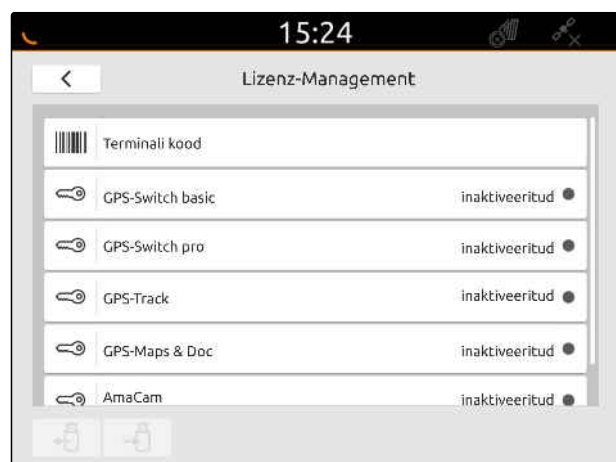 15:24
Lizenz-Management
Terminali kood
GPS-Switch basic inaktiveeritud
GPS-Switch pro inaktiveeritud
GPS-Track inaktiveeritud
GPS-Maps & Doc inaktiveeritud
AmaCam inaktiveeritud